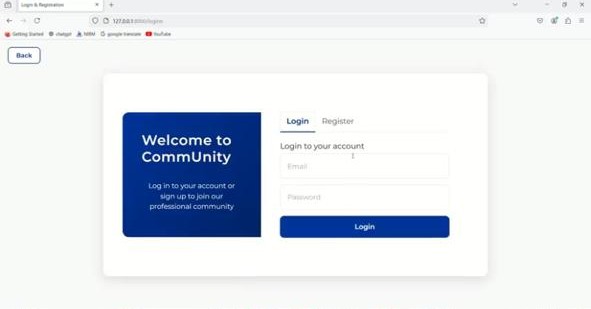 Login & Registration
127.0.0.1:8000/logins
Getting Started
chatgpt
NIBM
google translate
YouTube
Back
Welcome to
CommUnity
Log in to your account or
sign up to join our
professional community
Login
Register
Login to your account
Email
Password
Login